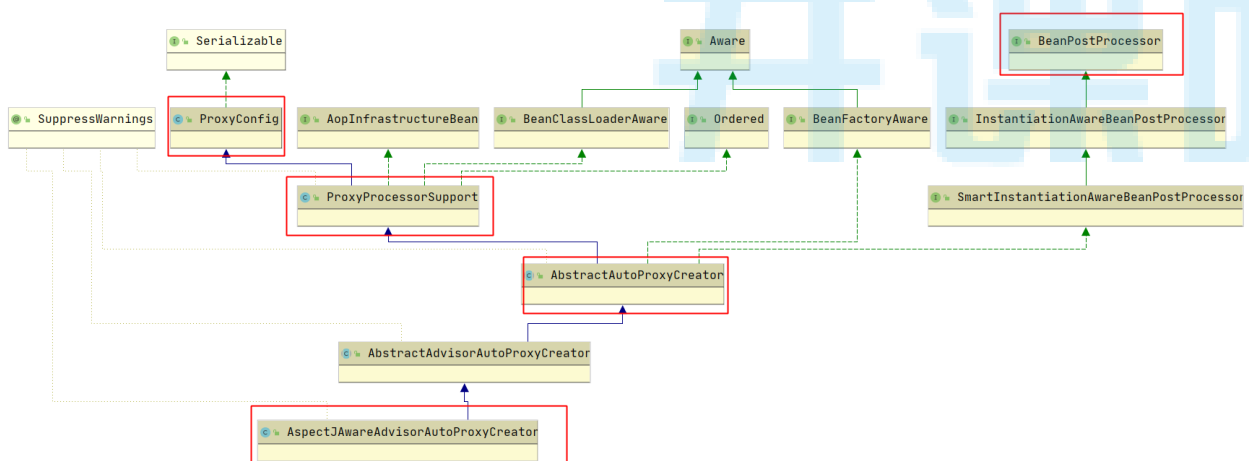 Serializable
Aware
BeanPostProcessor
SuppressWarnings
ProxyConfig
AopInfrastructureBean
BeanClassLoaderAware
Ordered
BeanFactoryAware
InstantiationAwareBeanPostProcessor
ProxyProcessorSupport
SmartInstantiationAwareBeanPostProcessor
AbstractAutoProxyCreator
AbstractAdvisorAutoProxyCreator
AspectJAwareAdvisorAutoProxyCreator